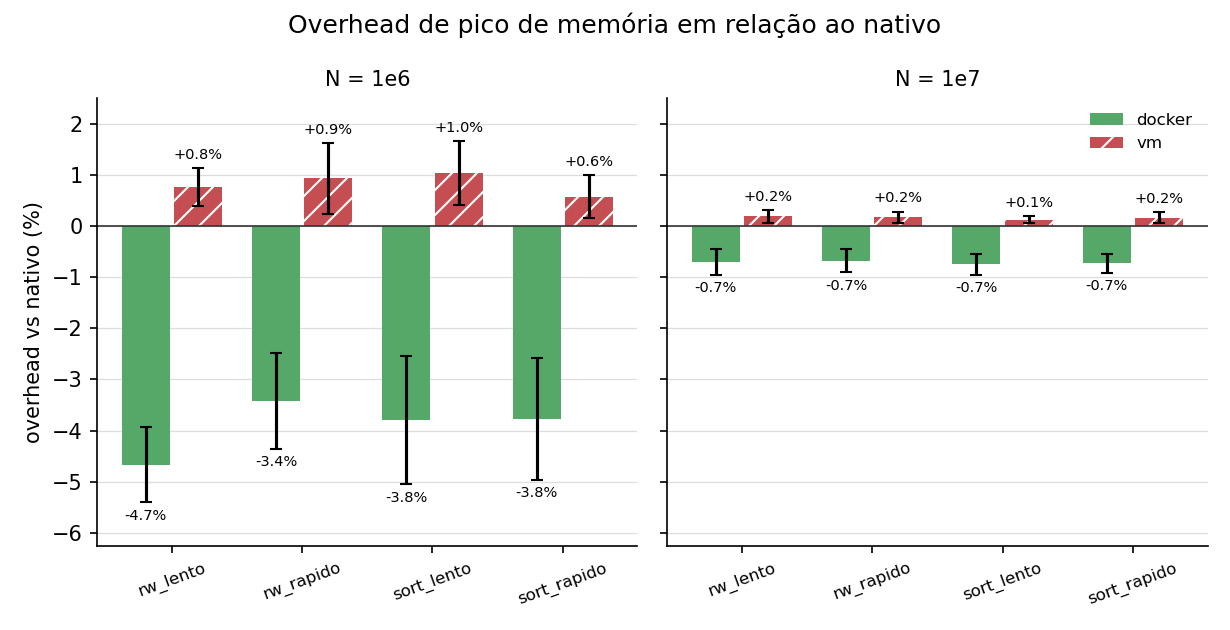 Overhead de pico de memória em relação ao nativo
N = 1e6
N = 1e7
overhead vs nativo (%)
2
1
0
−1
−2
−3
−4
−5
−6
+0.8%
+0.9%
+1.0%
+0.6%
-4.7%
-3.4%
-3.8%
-3.8%
rw_lento
rw_rapido
sort_lento
sort_rapido
docker
vm
+0.2%
+0.2%
+0.1%
+0.2%
-0.7%
-0.7%
-0.7%
-0.7%
rw_lento
rw_rapido
sort_lento
sort_rapido